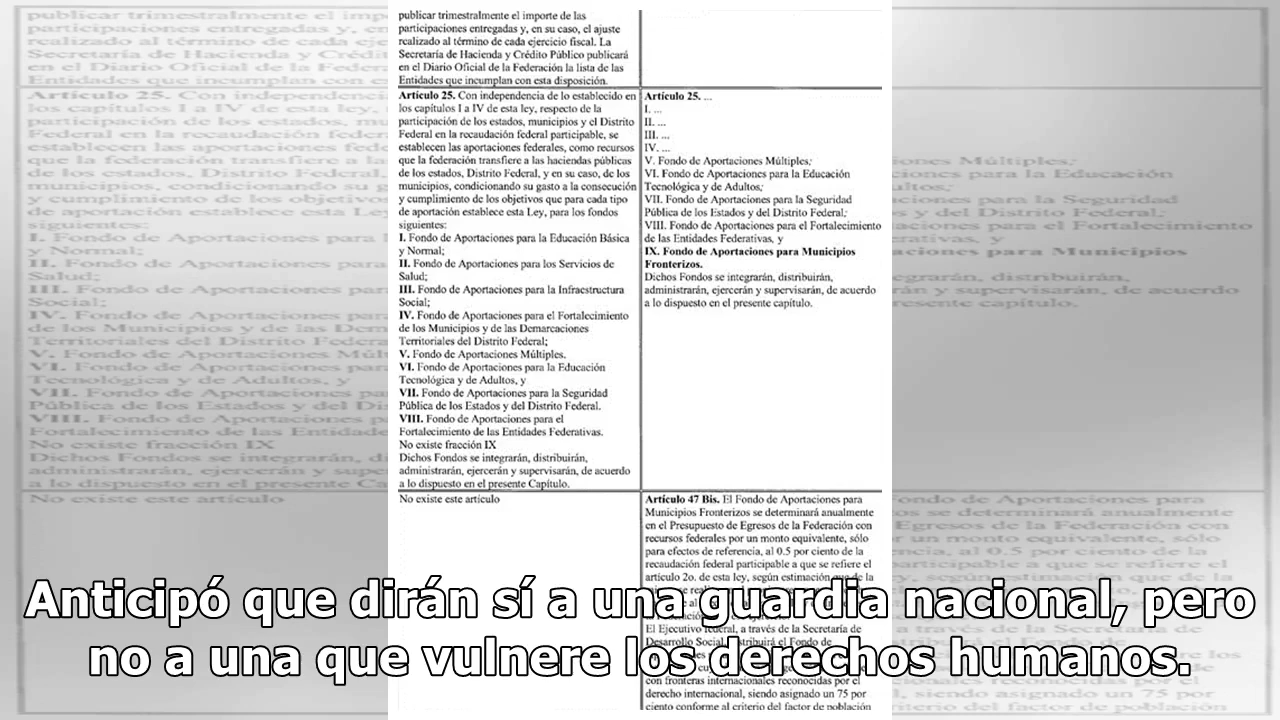 publicar trimestralmente el importe de las
participaciones entregadas y, en su caso, el ajuste
realizado al término de cada ejercicio fiscal. La
Secretaría de Hacienda y Crédito Público publicará
en el Diario Oficial de la Federación la lista de las
Entidades que incumplan con esta disposición.
Artículo 25. Con independencia de lo establecido en
los capítulos I a IV de esta ley, respecto de la
participación de los estados, municipios y el Distrito
Federal en la recaudación federal participable, se
establecen las aportaciones federales, como recursos
que la federación transfiere a las haciendas públicas
de los estados, Distrito Federal, y en su caso, de los
municipios, condicionando su gasto a la consecución
y cumplimiento de los objetivos que para cada tipo
de aportación establece esta Ley, para los fondos
siguientes:
I. Fondo de Aportaciones para la Educación Básica
y Normal;
II. Fondo de Aportaciones para los Servicios de
Salud;
III. Fondo de Aportaciones para la Infraestructura
Social;
IV. Fondo de Aportaciones para el Fortalecimiento
de los Municipios y de las Demarcaciones
Territoriales del Distrito Federal;
V. Fondo de Aportaciones Múltiples.
VI. Fondo de Aportaciones para la Educación
Tecnológica y de Adultos, y
VII. Fondo de Aportaciones para la Seguridad
Pública de los Estados y del Distrito Federal.
VIII. Fondo de Aportaciones para el
Fortalecimiento de las Entidades Federativas.
No existe fracción IX
Dichos Fondos se integrarán, distribuirán,
administrarán, ejercerán y supervisarán, de acuerdo
a lo dispuesto en el presente Capítulo.
Artículo 25. ...
I. ...
II. ...
III. ...
IV. ...
V. Fondo de Aportaciones Múltiples;
VI. Fondo de Aportaciones para la Educación
Tecnológica y de Adultos;
VII. Fondo de Aportaciones para la Seguridad
Pública de los Estados y del Distrito Federal;
VIII. Fondo de Aportaciones para el Fortalecimiento
de las Entidades Federativas, y
IX. Fondo de Aportaciones para Municipios
Fronterizos.
Dichos Fondos se integrarán, distribuirán,
administrarán, ejercerán y supervisarán, de acuerdo
a lo dispuesto en el presente capítulo.
No existe este artículo
Artículo 47 Bis. El Fondo de Aportaciones para
Municipios Fronterizos se determinará anualmente
en el Presupuesto de Egresos de la Federación con
recursos federales por un monto equivalente, sólo
para efectos de referencia, al 0.5 por ciento de la
recaudación federal participable a que se refiere el
artículo 2o. de esta ley, según estimación que de la
El Ejecutivo federal, a través de la Secretaría de
Desarrollo Social, distribuirá el Fondo de
con fronteras internacionales reconocidas por el
derecho internacional, siendo asignado un 75 por
ciento conforme al criterio del factor de población
Anticipó que dirán sí a una guardia nacional, pero
no a una que vulnere los derechos humanos.